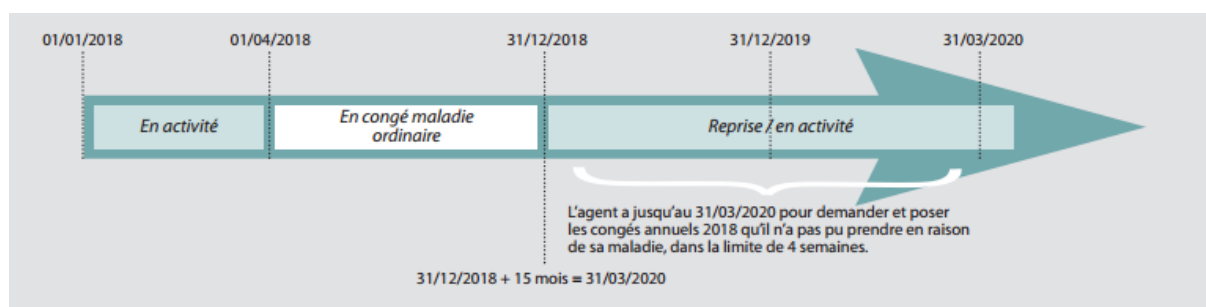 01/01/2018 01/04/2018 31/12/2018 31/12/2019 31/03/2020
En activité
En congé maladie
ordinaire
Reprise / en activité
L'agent a jusqu'au 31/03/2020 pour demander et poser
les congés annuels 2018 qu'il n'a pas pu prendre en raison
de sa maladie, dans la limite de 4 semaines.
31/12/2018 + 15 mois = 31/03/2020